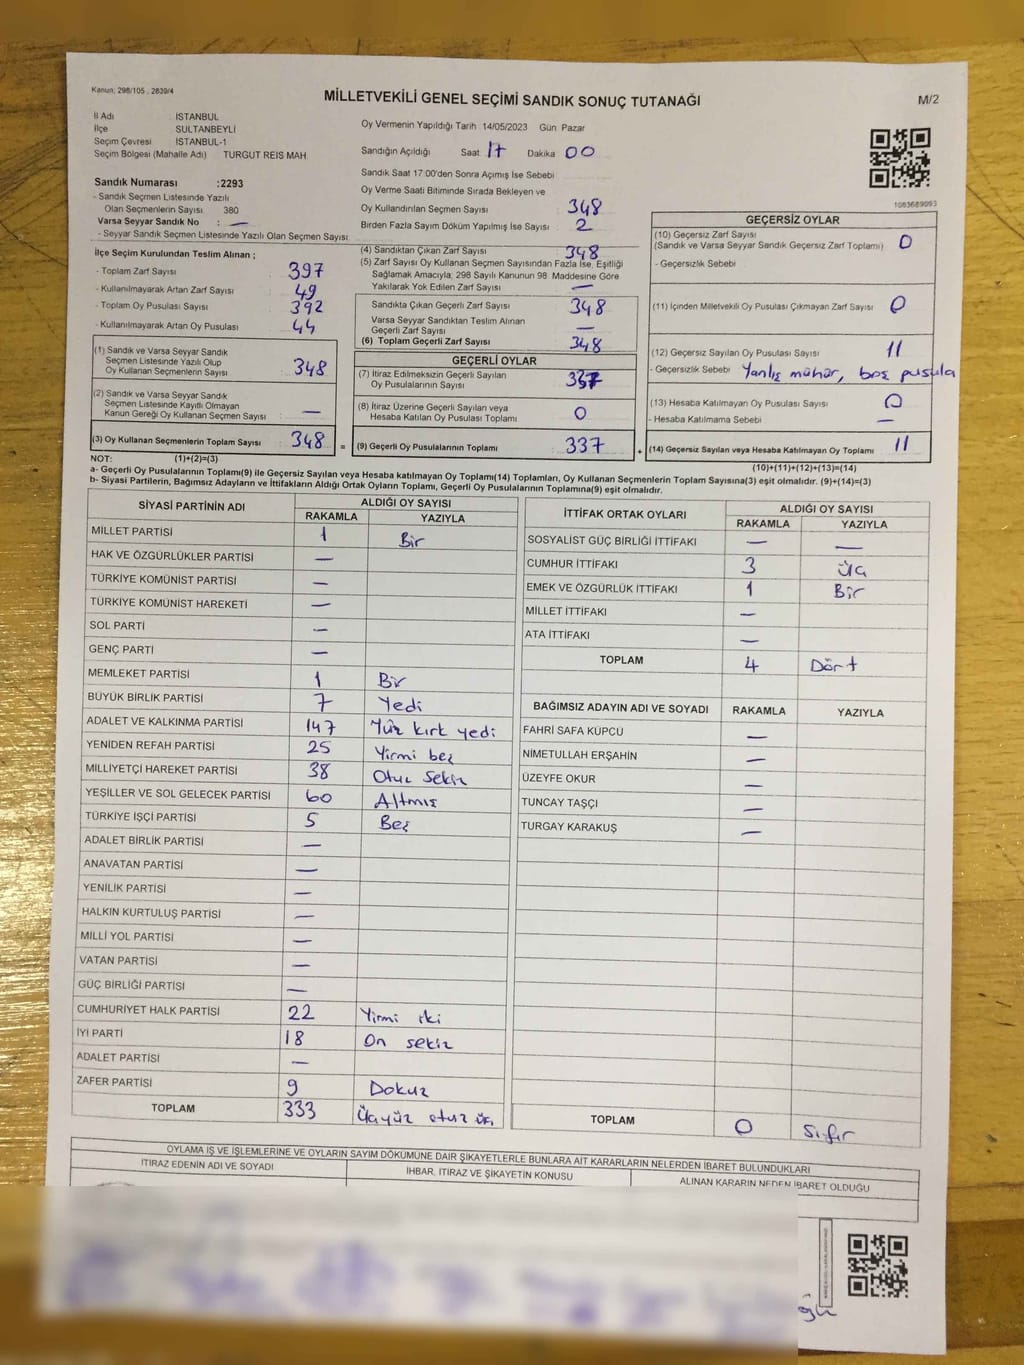 Kanun; 298/105 , 2839/4
MİLLETVEKİLİ GENEL SEÇİMİ SANDIK SONUÇ TUTANAĞI
M/2
İl Adı : İSTANBUL
İlçe SULTANBEYLİ
Seçim Çevresi : İSTANBUL-1
Seçim Bölgesi (Mahalle Adı) TURGUT REİS MAH
Oy Vermenin Yapıldığı Tarih 14/05/2023 Gün Pazar
Sandığın Açıldığı Saat 17 Dakika 00
Sandık Saat 17:00'den Sonra Açımış İse Sebebi
Sandık Numarası :2293
- Sandık Seçmen Listesinde Yazılı
Olan Seçmenlerin Sayısı 380
Varsa Seyyar Sandık No : —
- Seyyar Sandık Seçmen Listesinde Yazılı Olan Seçmen Sayısı
Oy Verme Saati Bitiminde Sırada Bekleyen ve
Oy Kullandırılan Seçmen Sayısı 348
Birden Fazla Sayım Döküm Yapılmış İse Sayısı 2
1083689093
İlçe Seçim Kurulundan Teslim Alınan ;
- Toplam Zarf Sayısı 397
- Kullanılmayarak Artan Zarf Sayısı 49
- Toplam Oy Pusulası Sayısı 392
- Kullanılmayarak Artan Oy Pusulası 44
(1) Sandık ve Varsa Seyyar Sandık
Seçmen Listesinde Yazılı Olup
Oy Kullanan Seçmenlerin Sayısı 348
(2) Sandık ve Varsa Seyyar Sandık
Seçmen Listesinde Kayıtlı Olmayan
Kanun Gereği Oy Kullanan Seçmen Sayısı : —
(3) Oy Kullanan Seçmenlerin Toplam Sayısı 348 =
(4) Sandıktan Çıkan Zarf Sayısı 348
(5) Zarf Sayısı Oy Kullanan Seçmen Sayısından Fazla İse, Eşitliği
Sağlamak Amacıyla; 298 Sayılı Kanunun 98 Maddesine Göre
Yakılarak Yok Edilen Zarf Sayısı —
Sandıkta Çıkan Geçerli Zarf Sayısı 348
Varsa Seyyar Sandıktan Teslim Alınan
Geçerli Zarf Sayısı —
(6) Toplam Geçerli Zarf Sayısı 348
GEÇERLİ OYLAR
(7) İtiraz Edilmeksizin Geçerli Sayılan
Oy Pusulalarının Sayısı 337
(8) İtiraz Üzerine Geçerli Sayılan veya
Hesaba Katılan Oy Pusulası Toplamı 0
(9) Geçerli Oy Pusulalarının Toplamı 337 +
GEÇERSİZ OYLAR
(10) Geçersiz Zarf Sayısı
(Sandık ve Varsa Seyyar Sandık Geçersiz Zarf Toplamı) 0
- Geçersizlik Sebebi
(11) İçinden Milletvekili Oy Pusulası Çıkmayan Zarf Sayısı 0
(12) Geçersiz Sayılan Oy Pusulası Sayısı 11
- Geçersizlik Sebebi Yanlış mühür, boş pusula
(13) Hesaba Katılmayan Oy Pusulası Sayısı 0
- Hesaba Katılmama Sebebi —
(14) Geçersiz Sayılan veya Hesaba Katılmayan Oy Toplamı 11
NOT: (1)+(2)=(3)
(10)+(11)+(12)+(13)=(14)
a- Geçerli Oy Pusulalarının Toplamı(9) ile Geçersiz Sayılan veya Hesaba katılmayan Oy Toplamı(14) Toplamları, Oy Kullanan Seçmenlerin Toplam Sayısına(3) eşit olmalıdır. (9)+(14)=(3)
b- Siyasi Partilerin, Bağımsız Adayların ve İttifakların Aldığı Ortak Oyların Toplamı, Geçerli Oy Pusulalarının Toplamına(9) eşit olmalıdır.
SİYASİ PARTİNİN ADI ALDIĞI OY SAYISI
RAKAMLA YAZIYLA
MİLLET PARTİSİ 1 Bir
HAK VE ÖZGÜRLÜKLER PARTİSİ —
TÜRKİYE KOMÜNİST PARTİSİ —
TÜRKİYE KOMÜNİST HAREKETİ —
SOL PARTİ —
GENÇ PARTİ —
MEMLEKET PARTİSİ 1 Bir
BÜYÜK BİRLİK PARTİSİ 7 Yedi
ADALET VE KALKINMA PARTİSİ 147 Yüz kırk yedi
YENİDEN REFAH PARTİSİ 25 Yirmi beş
MİLLİYETÇİ HAREKET PARTİSİ 38 Otuz Sekiz
YEŞİLLER VE SOL GELECEK PARTİSİ 60 Altmış
TÜRKİYE İŞÇİ PARTİSİ 5 Beş
ADALET BİRLİK PARTİSİ —
ANAVATAN PARTİSİ —
YENİLİK PARTİSİ —
HALKIN KURTULUŞ PARTİSİ —
MİLLİ YOL PARTİSİ —
VATAN PARTİSİ —
GÜÇ BİRLİĞİ PARTİSİ —
CUMHURİYET HALK PARTİSİ 22 Yirmi iki
İYİ PARTİ 18 On sekiz
ADALET PARTİSİ —
ZAFER PARTİSİ 9 Dokuz
TOPLAM 333 Üçyüz otuz üç
İTTİFAK ORTAK OYLARI ALDIĞI OY SAYISI
RAKAMLA YAZIYLA
SOSYALİST GÜÇ BİRLİĞİ İTTİFAKI — —
CUMHUR İTTİFAKI 3 Üç
EMEK VE ÖZGÜRLÜK İTTİFAKI 1 Bir
MİLLET İTTİFAKI —
ATA İTTİFAKI —
TOPLAM 4 Dört
BAĞIMSIZ ADAYIN ADI VE SOYADI RAKAMLA YAZIYLA
FAHRİ SAFA KÜPCÜ —
NİMETULLAH ERŞAHİN —
ÜZEYFE OKUR —
TUNCAY TAŞÇI —
TURGAY KARAKUŞ —
TOPLAM 0 Sıfır
OYLAMA İŞ VE İŞLEMLERİNE VE OYLARIN SAYIM DÖKÜMÜNE DAİR ŞİKAYETLERLE BUNLARA AİT KARARLARIN NELERDEN İBARET BULUNDUKLARI
İTİRAZ EDENİN ADI VE SOYADI İHBAR, İTİRAZ VE ŞİKAYETİN KONUSU ALINAN KARARIN NEDEN İBARET OLDUĞU